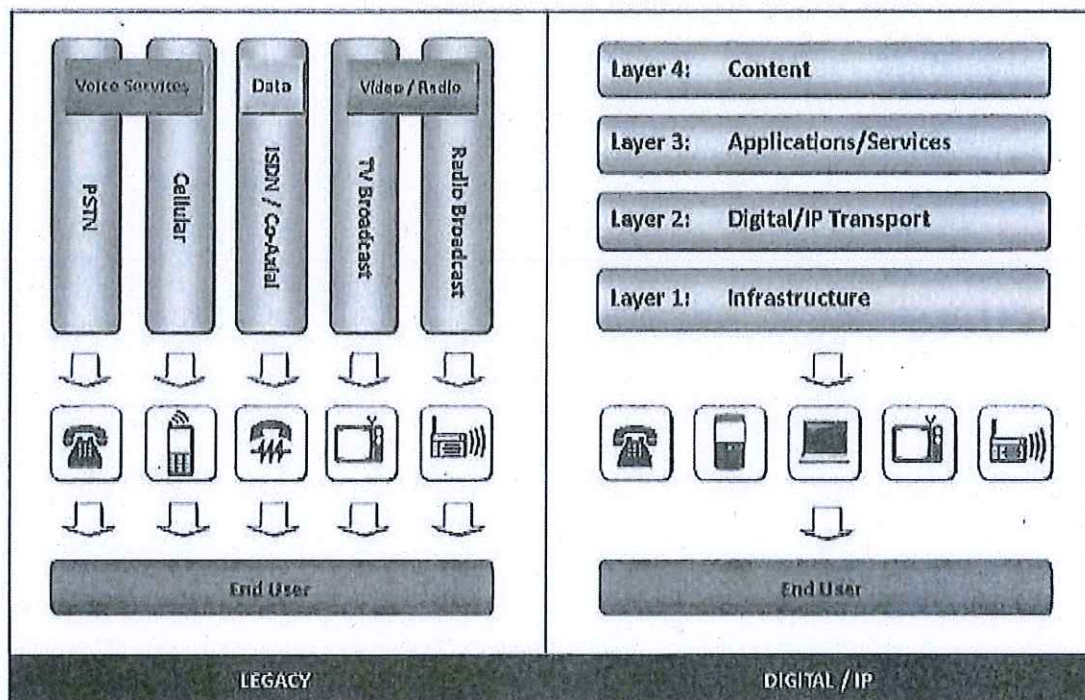 Voice Services
Data
Video / Radio
PSTN
Cellular
ISDN / Co-Axial
TV Broadcast
Radio Broadcast
End User
LEGACY
Layer 4: Content
Layer 3: Applications/Services
Layer 2: Digital/IP Transport
Layer 1: Infrastructure
End User
DIGITAL / IP